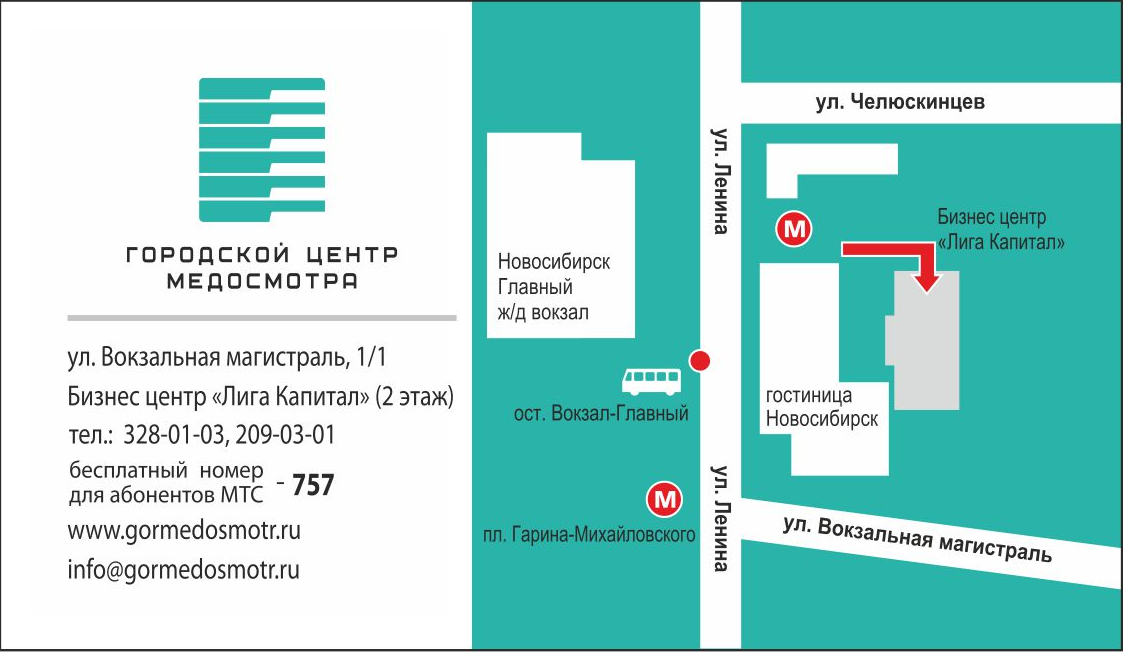 ГОРОДСКОЙ ЦЕНТР
МЕДОСМОТРА
ул. Вокзальная магистраль, 1/1
Бизнес центр «Лига Капитал» (2 этаж)
тел.: 328-01-03, 209-03-01
бесплатный номер
для абонентов МТС - 757
www.gormedosmotr.ru
info@gormedosmotr.ru
ул. Челюскинцев
ул. Ленина
М
Бизнес центр
«Лига Капитал»
Новосибирск
Главный
ж/д вокзал
ост. Вокзал-Главный
гостиница
Новосибирск
М
пл. Гарина-Михайловского
ул. Ленина
ул. Вокзальная магистраль